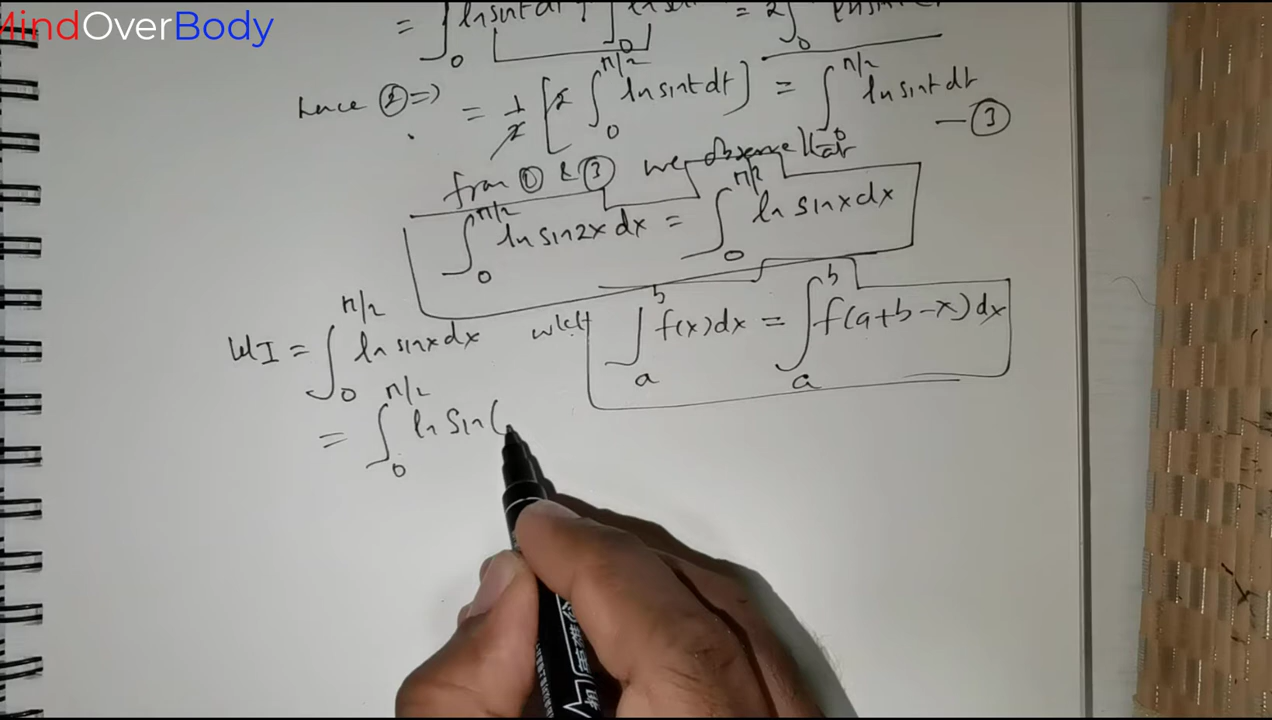 MindOverBody
= ∫₀ ln sint dt + ∫₀ = 2∫₀
hence ② => = 1/2 [2 ∫₀^{π/2} ln sint dt] = ∫₀^{π/2} ln sint dt — ③
from ① & ③ we observe that
∫₀^{π/2} ln sin2x dx = ∫₀^{π/2} ln sinx dx
let I = ∫₀^{π/2} ln sinx dx w.k.t ∫ₐᵇ f(x)dx = ∫ₐᵇ f(a+b-x)dx
= ∫₀^{π/2} ln sin(